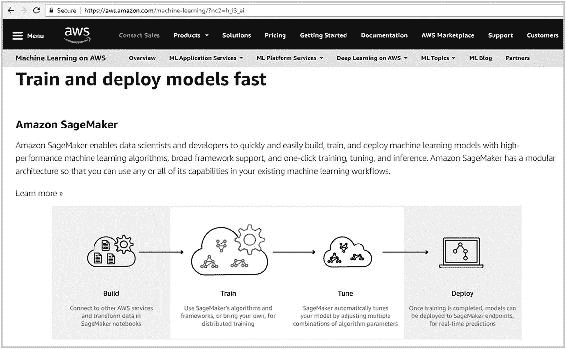 Secure https://aws.amazon.com/machine-learning/?nc2=h_l3_ai
Menu aws Contact Sales Products Solutions Pricing Getting Started Documentation AWS Marketplace Support Customers
Machine Learning on AWS Overview ML Application Services ML Platform Services Deep Learning on AWS ML Topics ML Blog Partners
Train and deploy models fast
Amazon SageMaker
Amazon SageMaker enables data scientists and developers to quickly and easily build, train, and deploy machine learning models with high-
performance machine learning algorithms, broad framework support, and one-click training, tuning, and inference. Amazon SageMaker has a modular
architecture so that you can use any or all of its capabilities in your existing machine learning workflows.
Learn more »
Build
Connect to other AWS services
and transform data in
SageMaker notebooks
Train
Use SageMaker's algorithms and
frameworks, or bring your own, for
distributed training
Tune
SageMaker automatically tunes
your model by adjusting multiple
combinations of algorithm parameters
Deploy
Once training is completed, models can
be deployed to SageMaker endpoints,
for real-time predictions